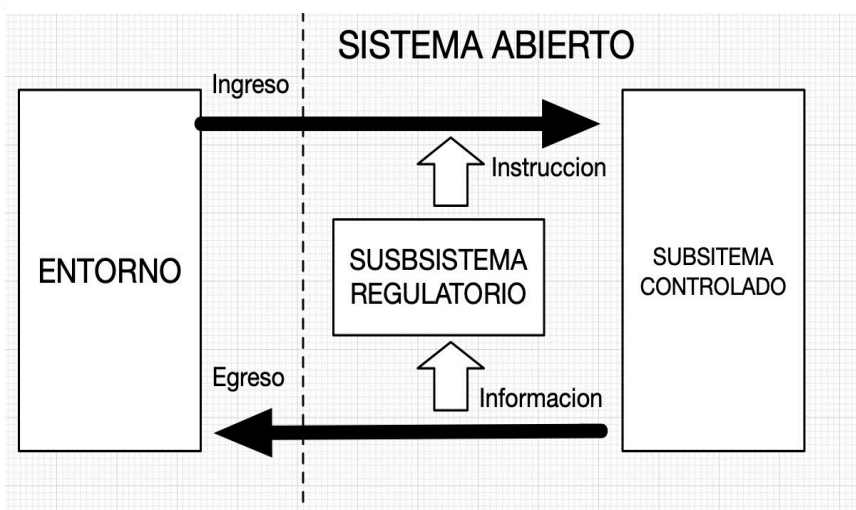 SISTEMA ABIERTO
Ingreso
Instruccion
ENTORNO
SUSBSISTEMA
REGULATORIO
SUBSITEMA
CONTROLADO
Egreso
Informacion